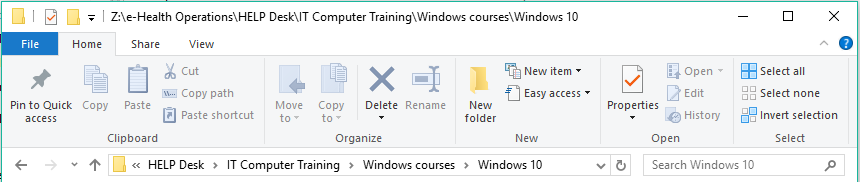 Z:\e-Health Operations\HELP Desk\IT Computer Training\Windows courses\Windows 10
File Home Share View
Pin to Quick access
Copy
Paste
Cut
Copy path
Paste shortcut
Clipboard
Move to
Copy to
Delete
Rename
Organize
New folder
New item
Easy access
New
Properties
Open
Edit
History
Open
Select all
Select none
Invert selection
Select
« HELP Desk > IT Computer Training > Windows courses > Windows 10
Search Windows 10